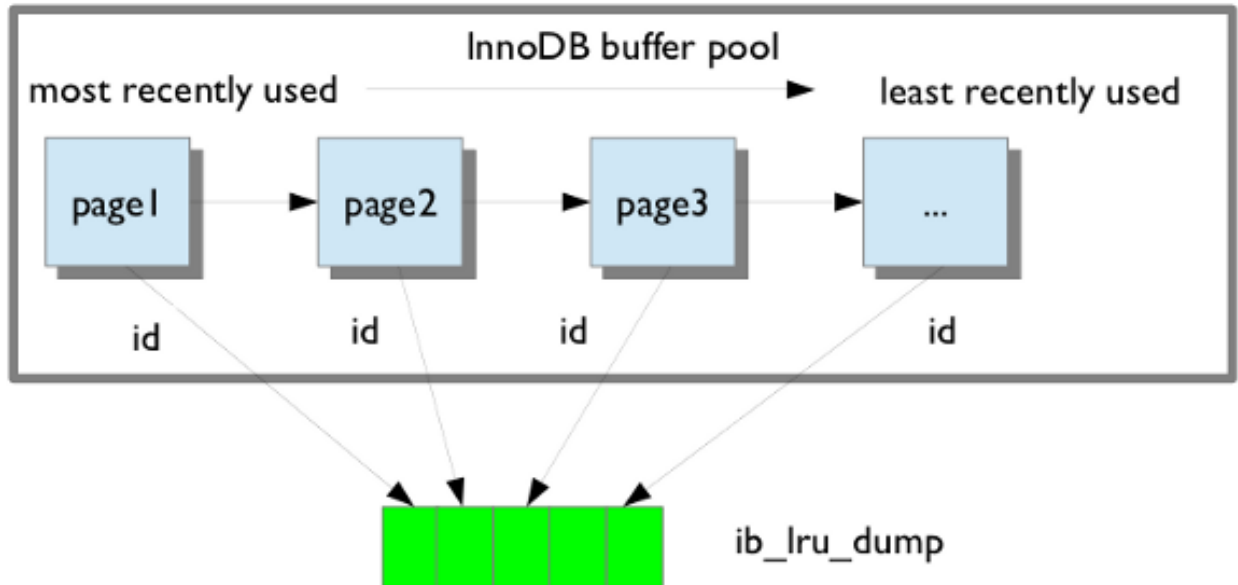 InnoDB buffer pool
most recently used
least recently used
page1
page2
page3
...
id
id
id
id
ib_lru_dump